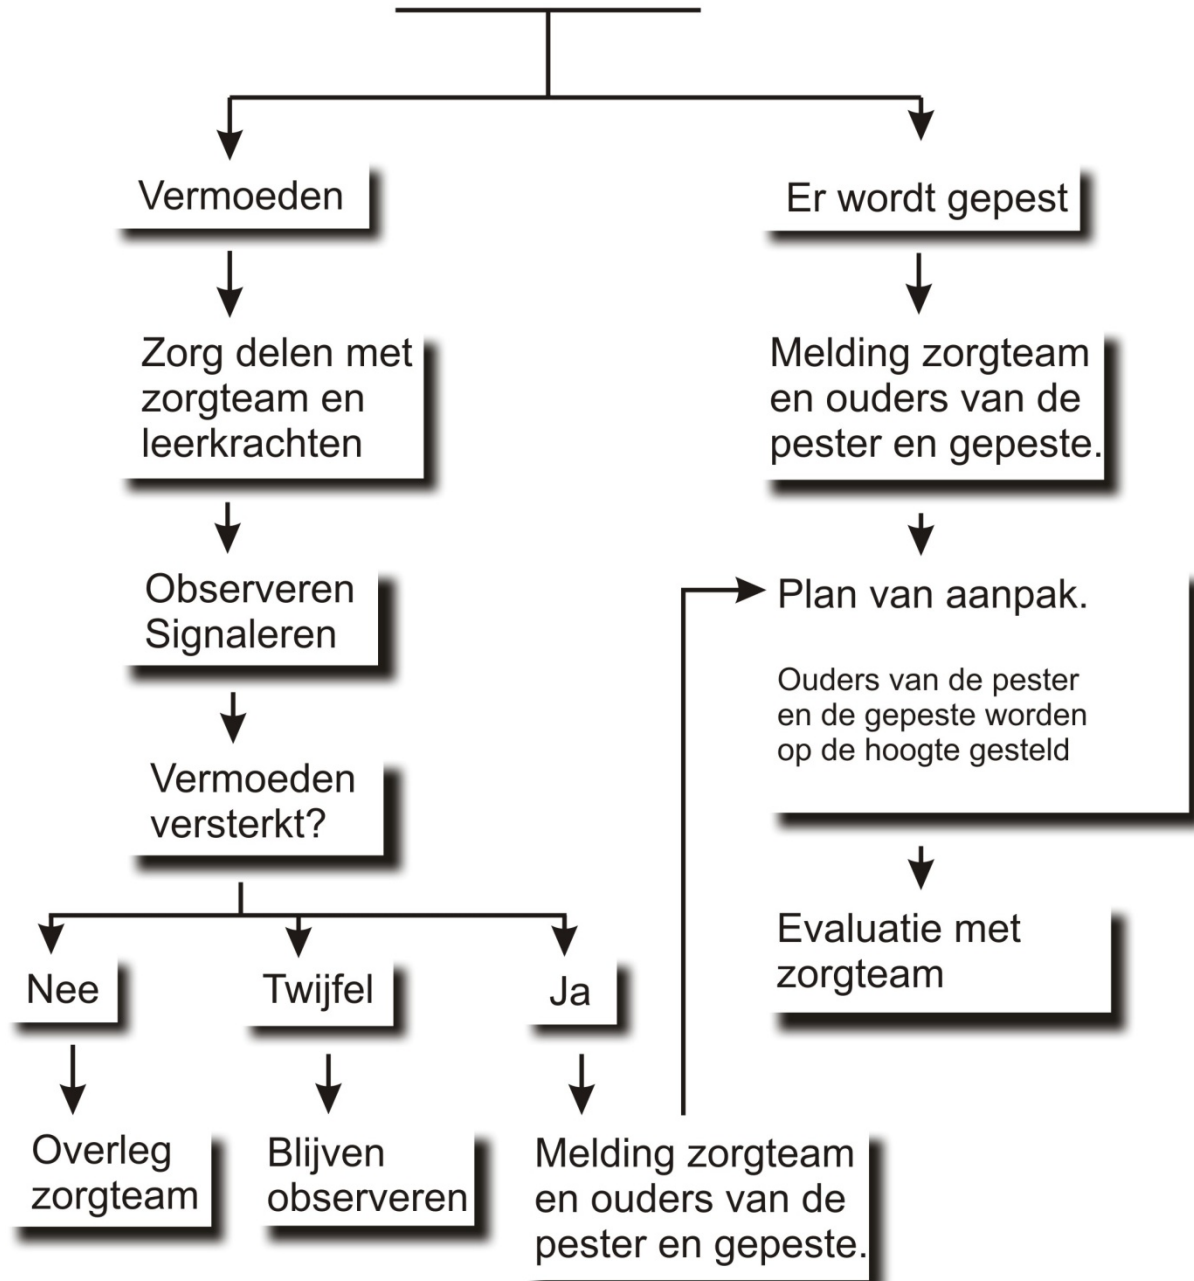 Vermoeden
Er wordt gepest
Zorg delen met
zorgteam en
leerkrachten
Melding zorgteam
en ouders van de
pester en gepeste.
Observeren
Signaleren
Plan van aanpak.
Ouders van de pester
en de gepeste worden
op de hoogte gesteld
Vermoeden
versterkt?
Evaluatie met
zorgteam
Nee
Twijfel
Ja
Overleg
zorgteam
Blijven
observeren
Melding zorgteam
en ouders van de
pester en gepeste.